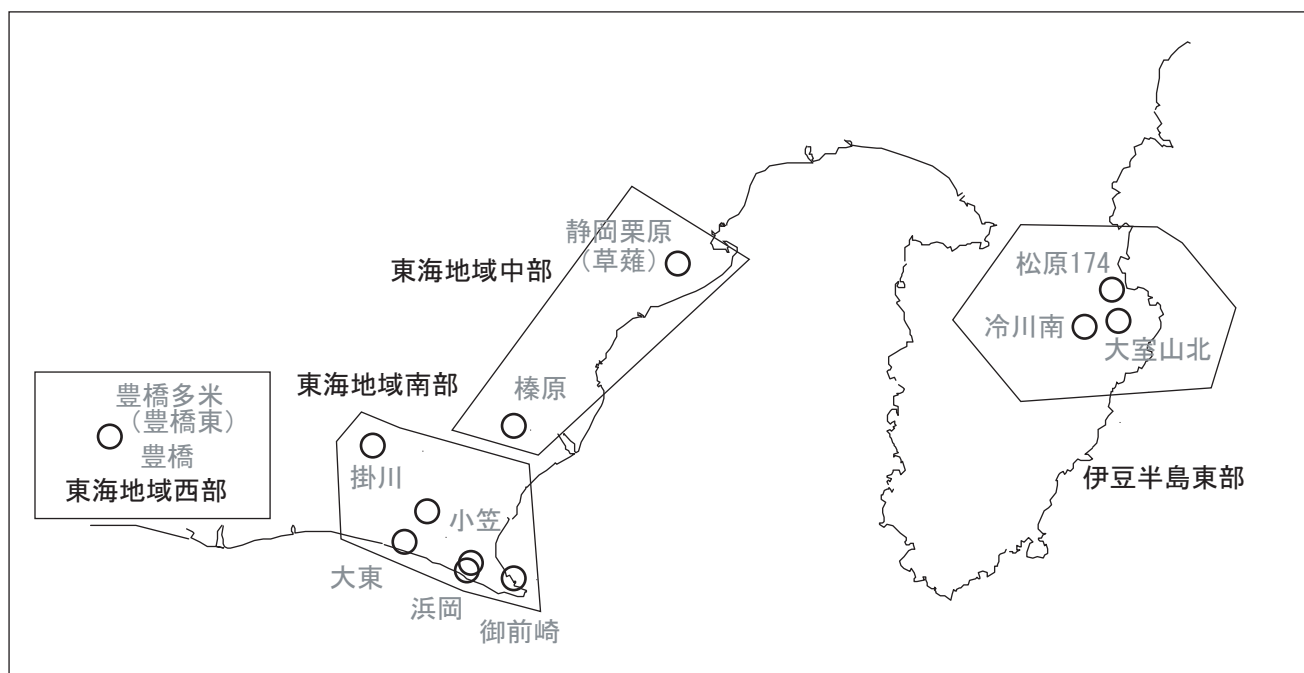 静岡栗原
(草薙)
東海地域中部
松原174
冷川南
大室山北
東海地域南部
榛原
豊橋多米
(豊橋東)
豊橋
東海地域西部
掛川
小笠
伊豆半島東部
大東
浜岡
御前崎